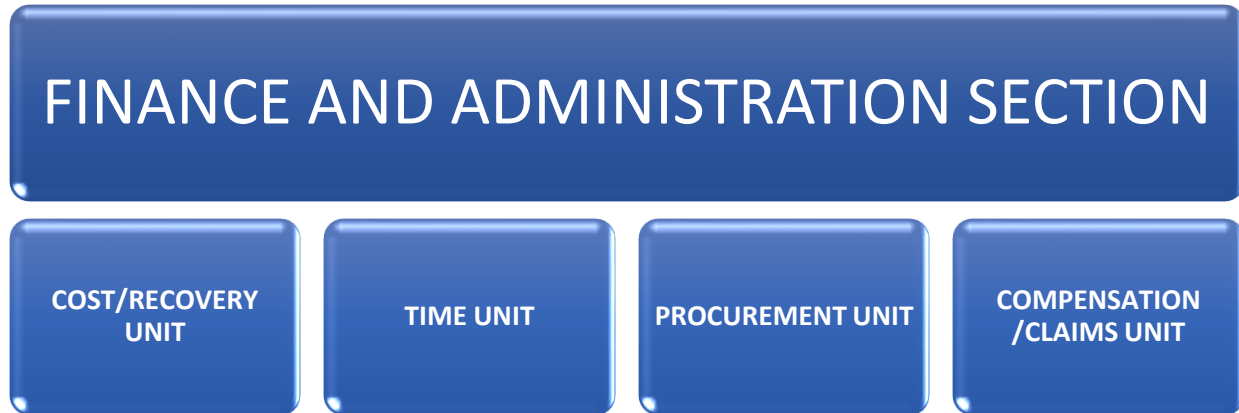 FINANCE AND ADMINISTRATION SECTION
COST/RECOVERY
UNIT
TIME UNIT
PROCUREMENT UNIT
COMPENSATION
/CLAIMS UNIT